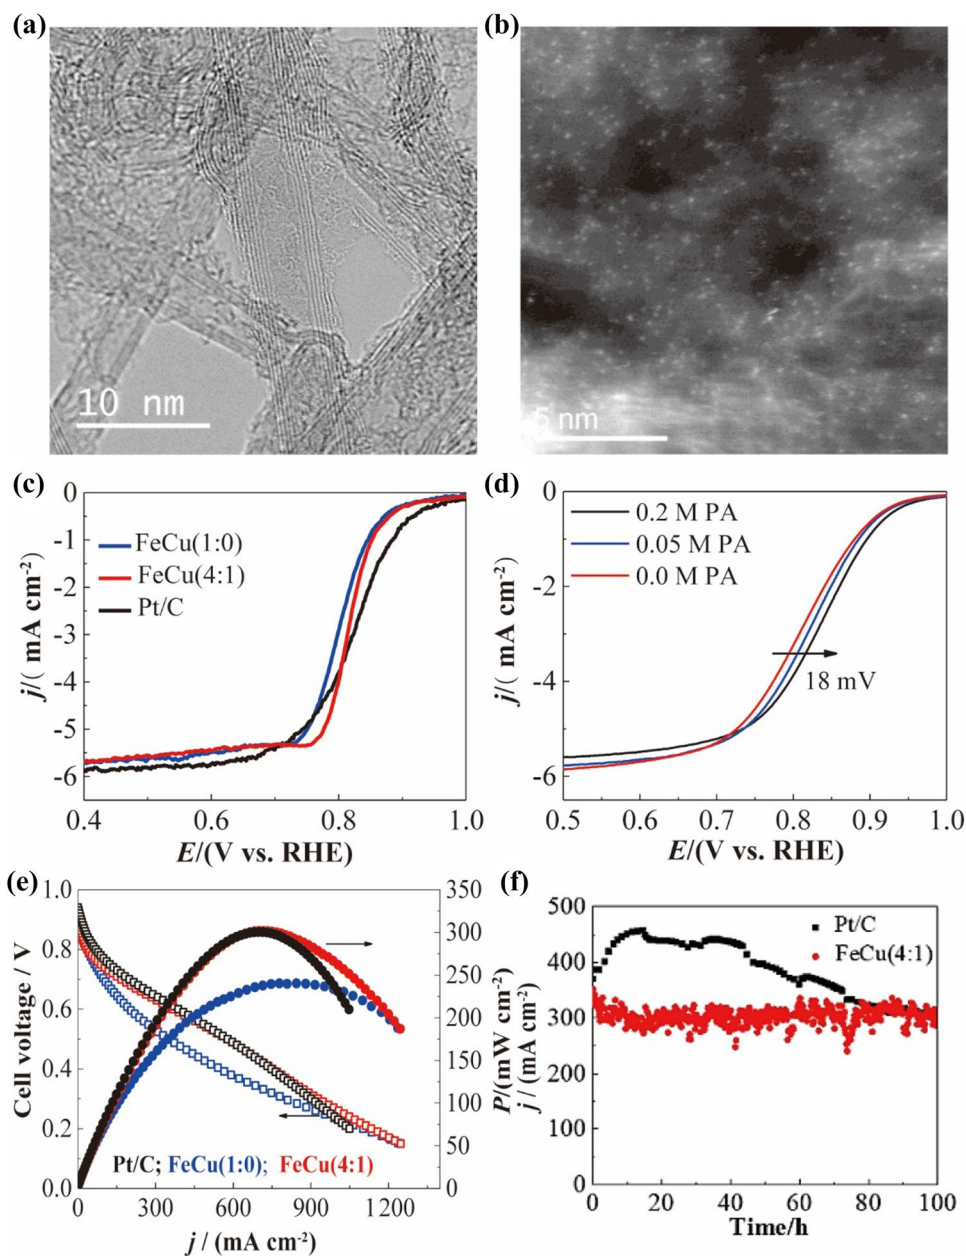 (a)
(b)
10 nm
5 nm
(c)
(d)
0
-1
-2
-3
-4
-5
-6
j/( mA cm-2)
FeCu(1:0)
FeCu(4:1)
Pt/C
0.4 0.6 0.8 1.0
E/(V vs. RHE)
0
-2
-4
-6
j/( mA cm-2)
0.2 M PA
0.05 M PA
0.0 M PA
18 mV
0.5 0.6 0.7 0.8 0.9 1.0
E/(V vs. RHE)
(e)
(f)
1.0
0.8
0.6
0.4
0.2
0.0
Cell voltage / V
350
300
250
200
150
100
50
0
P/(mW cm-2)
Pt/C; FeCu(1:0); FeCu(4:1)
0 300 600 900 1200
j / (mA cm-2)
500
400
300
200
100
0
j / (mA cm-2)
Pt/C
FeCu(4:1)
0 20 40 60 80 100
Time/h